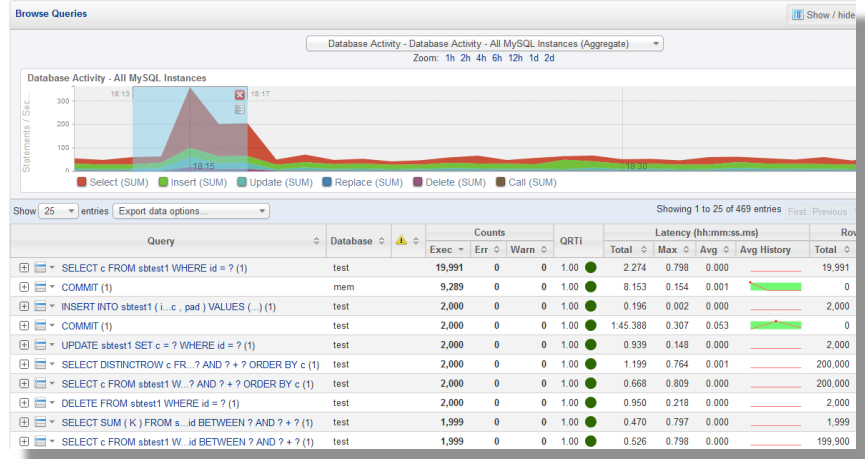 Browse Queries
Show / hide
Database Activity - Database Activity - All MySQL Instances (Aggregate)
Zoom: 1h 2h 4h 6h 12h 1d 2d
Database Activity - All MySQL Instances
Statements / Sec...
18:13 18:17
300
200
100
0
18:15 18:30
Select (SUM) Insert (SUM) Update (SUM) Replace (SUM) Delete (SUM) Call (SUM)
Show 25 entries Export data options... Showing 1 to 25 of 469 entries First Previous
Query Database Counts QRTi Latency (hh:mm:ss.ms) Row
Exec Err Warn Total Max Avg Avg History Total
SELECT c FROM sbtest1 WHERE id = ? (1) test 19,991 0 0 1.00 2.274 0.798 0.000 19,991
COMMIT (1) mem 9,289 0 0 1.00 8.153 0.154 0.001 0
INSERT INTO sbtest1 ( i...c , pad ) VALUES (...) (1) test 2,000 0 0 1.00 0.196 0.002 0.000 2,000
COMMIT (1) test 2,000 0 0 1.00 1:45.388 0.307 0.053 0
UPDATE sbtest1 SET c = ? WHERE id = ? (1) test 2,000 0 0 1.00 0.939 0.148 0.000 2,000
SELECT DISTINCTROW c FR...? AND ? + ? ORDER BY c (1) test 2,000 0 0 1.00 1.199 0.764 0.001 200,000
SELECT c FROM sbtest1 W...? AND ? + ? ORDER BY c (1) test 2,000 0 0 1.00 0.668 0.809 0.000 200,000
DELETE FROM sbtest1 WHERE id = ? (1) test 2,000 0 0 1.00 0.950 0.218 0.000 2,000
SELECT SUM ( K ) FROM s...id BETWEEN ? AND ? + ? (1) test 1,999 0 0 1.00 0.470 0.797 0.000 1,999
SELECT c FROM sbtest1 W...id BETWEEN ? AND ? + ? (1) test 1,999 0 0 1.00 0.526 0.798 0.000 199,900